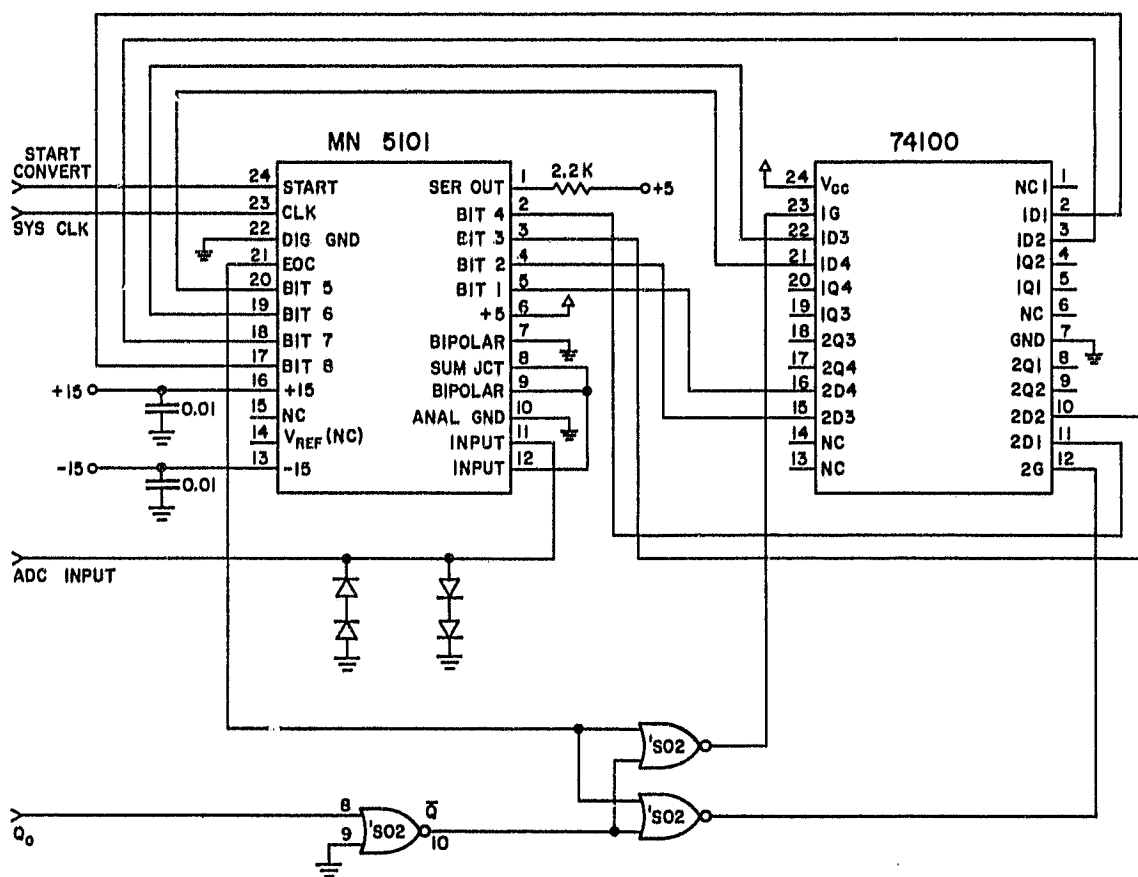 MN 5101
74100
START
CONVERT
SYS CLK
24 START
23 CLK
22 DIG GND
21 EOC
20 BIT 5
19 BIT 6
18 BIT 7
17 BIT 8
16 +15
15 NC
14 VREF (NC)
13 -15
SER OUT 1
BIT 4 2
BIT 3 3
BIT 2 4
BIT 1 5
+5 6
BIPOLAR 7
SUM JCT 8
BIPOLAR 9
ANAL GND 10
INPUT 11
INPUT 12
2.2K
+5
+15
0.01
-15
0.01
24 VCC
23 1G
22 1D3
21 1D4
20 1Q4
19 1Q3
18 2Q3
17 2Q4
16 2D4
15 2D3
14 NC
13 NC
NC1 1
1D1 2
1D2 3
1Q2 4
1Q1 5
NC 6
GND 7
2Q1 8
2Q2 9
2D2 10
2D1 11
2G 12
ADC INPUT
'S02
'S02
Q0
8
9
'S02
Q̅
10